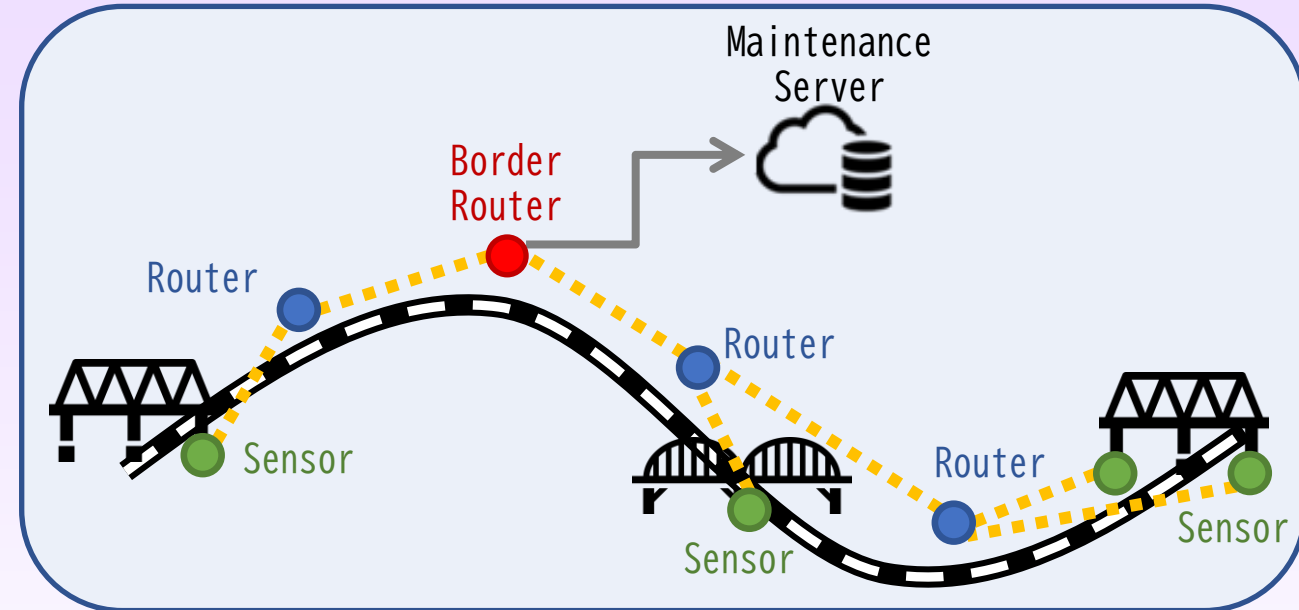 Maintenance
Server
Border
Router
Router
Router
Sensor
Router
Sensor
Sensor